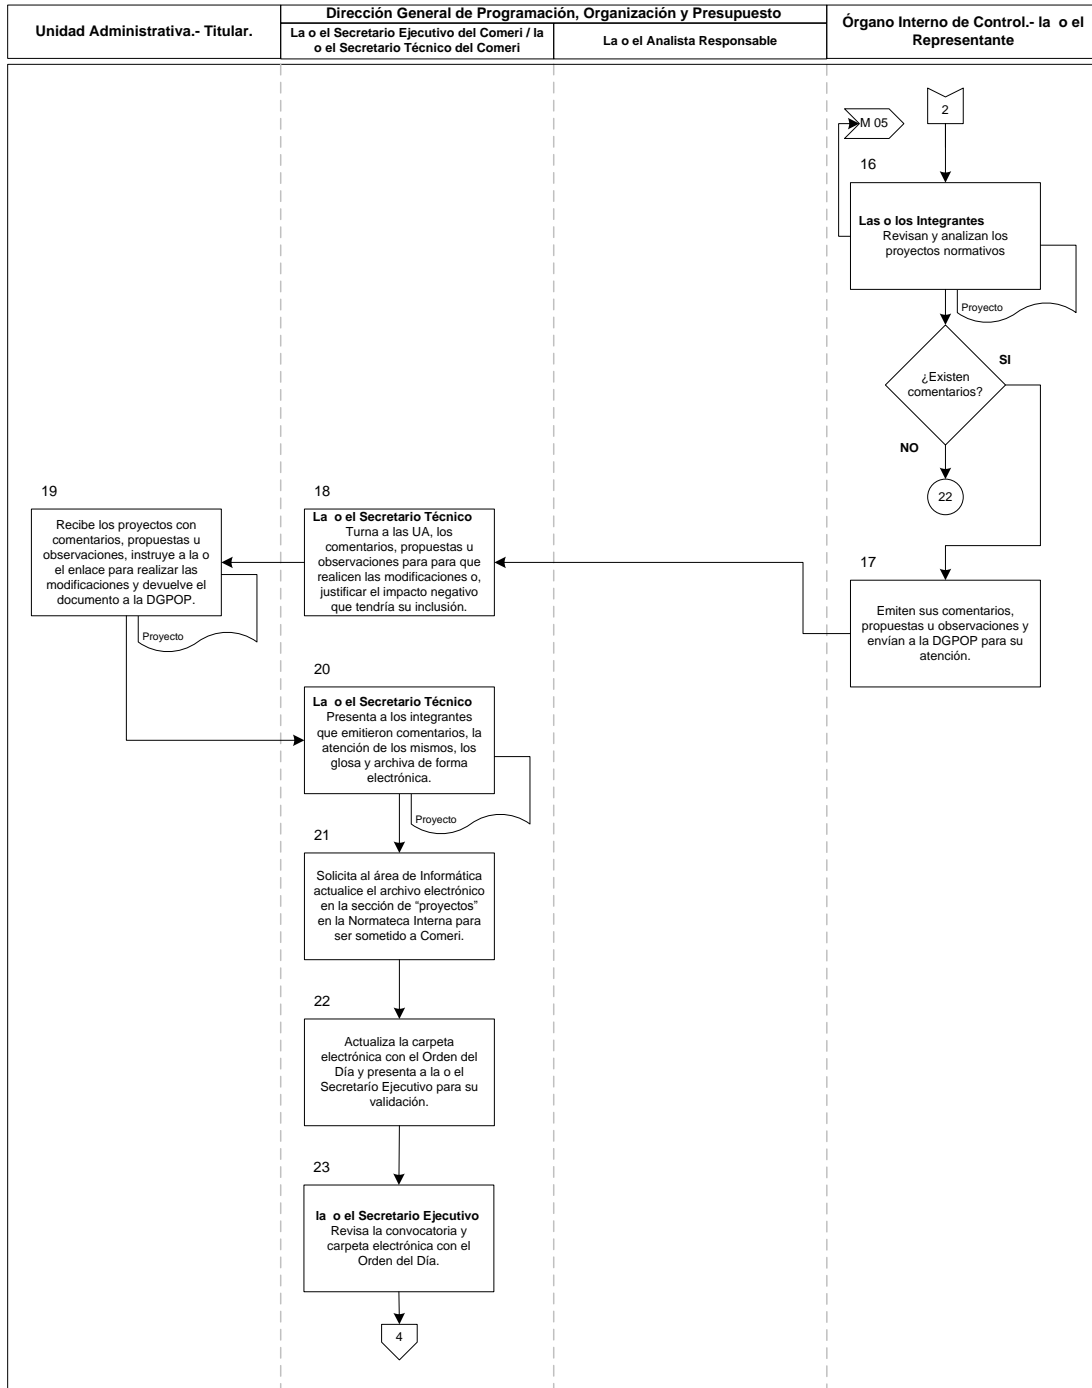 Unidad Administrativa.- Titular.
Dirección General de Programación, Organización y Presupuesto
La o el Secretario Ejecutivo del Comeri / la
o el Secretario Técnico del Comeri
La o el Analista Responsable
Órgano Interno de Control.- la  o el
Representante
2
M 05
16
Las o los Integrantes
Revisan y analizan los
proyectos normativos
Proyecto
¿Existen
comentarios?
SI
NO
22
17
Emiten sus comentarios,
propuestas u observaciones y
envían a la DGPOP para su
atención.
18
La  o el Secretario Técnico
Turna a las UA, los
comentarios, propuestas u
observaciones para para que
realicen las modificaciones o,
justificar el impacto negativo
que tendría su inclusión.
19
Recibe los proyectos con
comentarios, propuestas u
observaciones, instruye a la o
el enlace para realizar las
modificaciones y devuelve el
documento a la DGPOP.
Proyecto
20
La  o el Secretario Técnico
Presenta a los integrantes
que emitieron comentarios, la
atención de los mismos, los
glosa y archiva de forma
electrónica.
Proyecto
21
Solicita al área de Informática
actualice el archivo electrónico
en la sección de “proyectos”
en la Normateca Interna para
ser sometido a Comeri.
22
Actualiza la carpeta
electrónica con el Orden del
Día y presenta a la o el
Secretarío Ejecutivo para su
validación.
23
la  o el Secretario Ejecutivo
Revisa la convocatoria y
carpeta electrónica con el
Orden del Día.
4